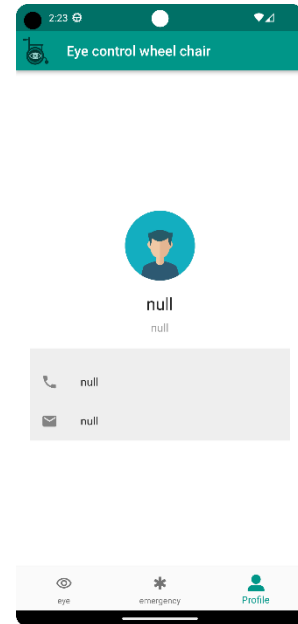 2:23
Eye control wheel chair
null
null
null
null
eye
emergency
Profile